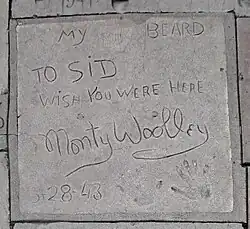 My BEARD
TO SiD
WISH YOU WERE HERE
Monty Woolley
5-28-43